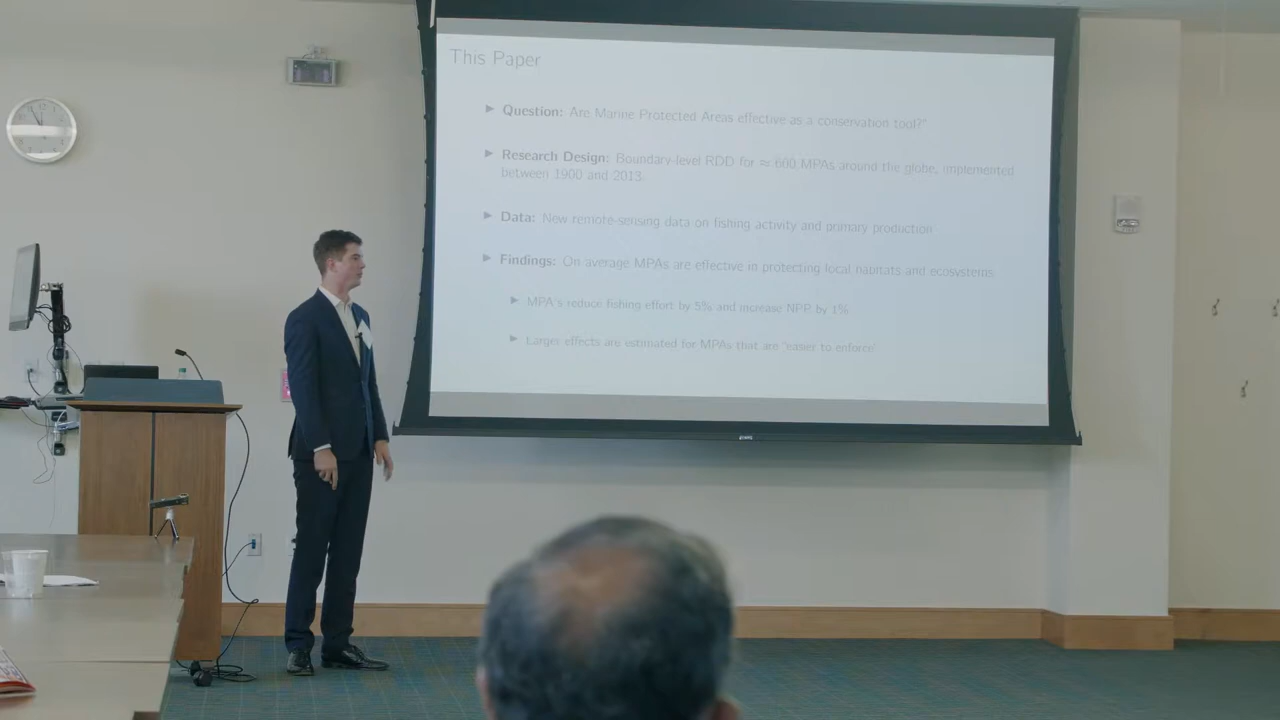 This Paper
▶ Question: Are Marine Protected Areas effective as a conservation tool?"
▶ Research Design: Boundary-level RDD for ≈ 600 MPAs around the globe, implemented
between 1900 and 2013.
▶ Data: New remote-sensing data on fishing activity and primary production
▶ Findings: On average MPAs are effective in protecting local habitats and ecosystems
▶ MPA's reduce fishing effort by 5% and increase NPP by 1%
▶ Larger effects are estimated for MPAs that are 'easier to enforce'